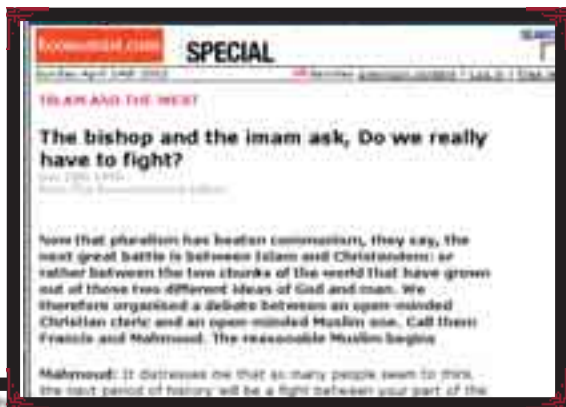 Economist.com
SPECIAL
Sunday April 14th 2002
ISLAM AND THE WEST
The bishop and the imam ask, Do we really
have to fight?
Now that pluralism has beaten communism, they say, the
next great battle is between Islam and Christendom: or
rather between the two chunks of the world that have grown
out of those two different ideas of God and man. We
therefore organised a debate between an open-minded
Christian cleric and an open-minded Muslim one. Call them
Francis and Mahmoud. The reasonable Muslim begins
Mahmoud: It distresses me that so many people seem to think
the next period of history will be a fight between your part of the